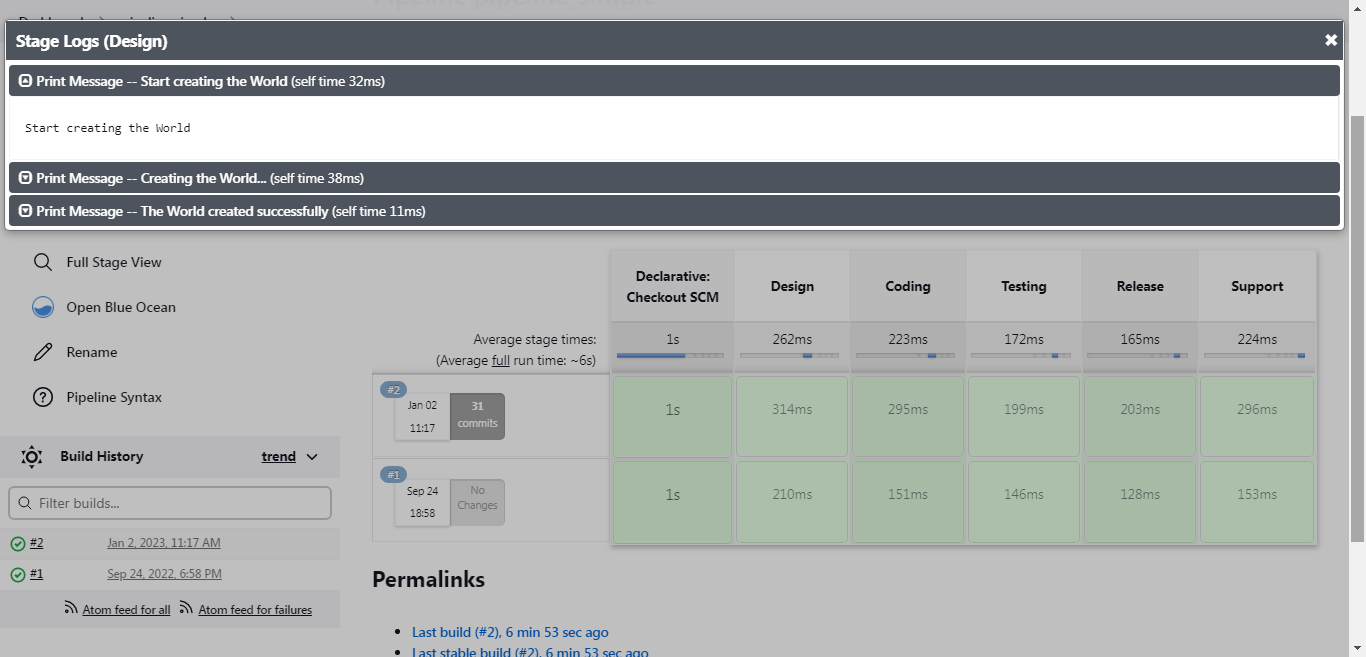 Stage Logs (Design)
Print Message -- Start creating the World (self time 32ms)
Start creating the World
Print Message -- Creating the World... (self time 38ms)
Print Message -- The World created successfully (self time 11ms)
Full Stage View
Open Blue Ocean
Rename
Pipeline Syntax
Build History
trend
Filter builds...
#2 Jan 2, 2023, 11:17 AM
#1 Sep 24, 2022, 6:58 PM
Atom feed for all Atom feed for failures
Declarative: Checkout SCM Design Coding Testing Release Support
Average stage times: 1s 262ms 223ms 172ms 165ms 224ms
(Average full run time: ~6s)
#2
Jan 02
11:17
31
commits
1s 314ms 295ms 199ms 203ms 296ms
#1
Sep 24
18:58
No
Changes
1s 210ms 151ms 146ms 128ms 153ms
Permalinks
Last build (#2), 6 min 53 sec ago
Last stable build (#2), 6 min 53 sec ago